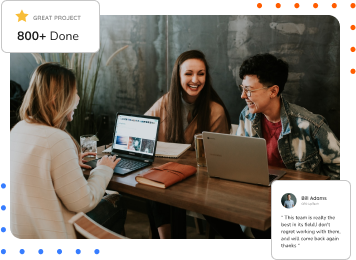 GREAT PROJECT
800+ Done
Bill Adams
" This team is really the
best in its field,I don't
regret working with them,
and will come back again
thanks "